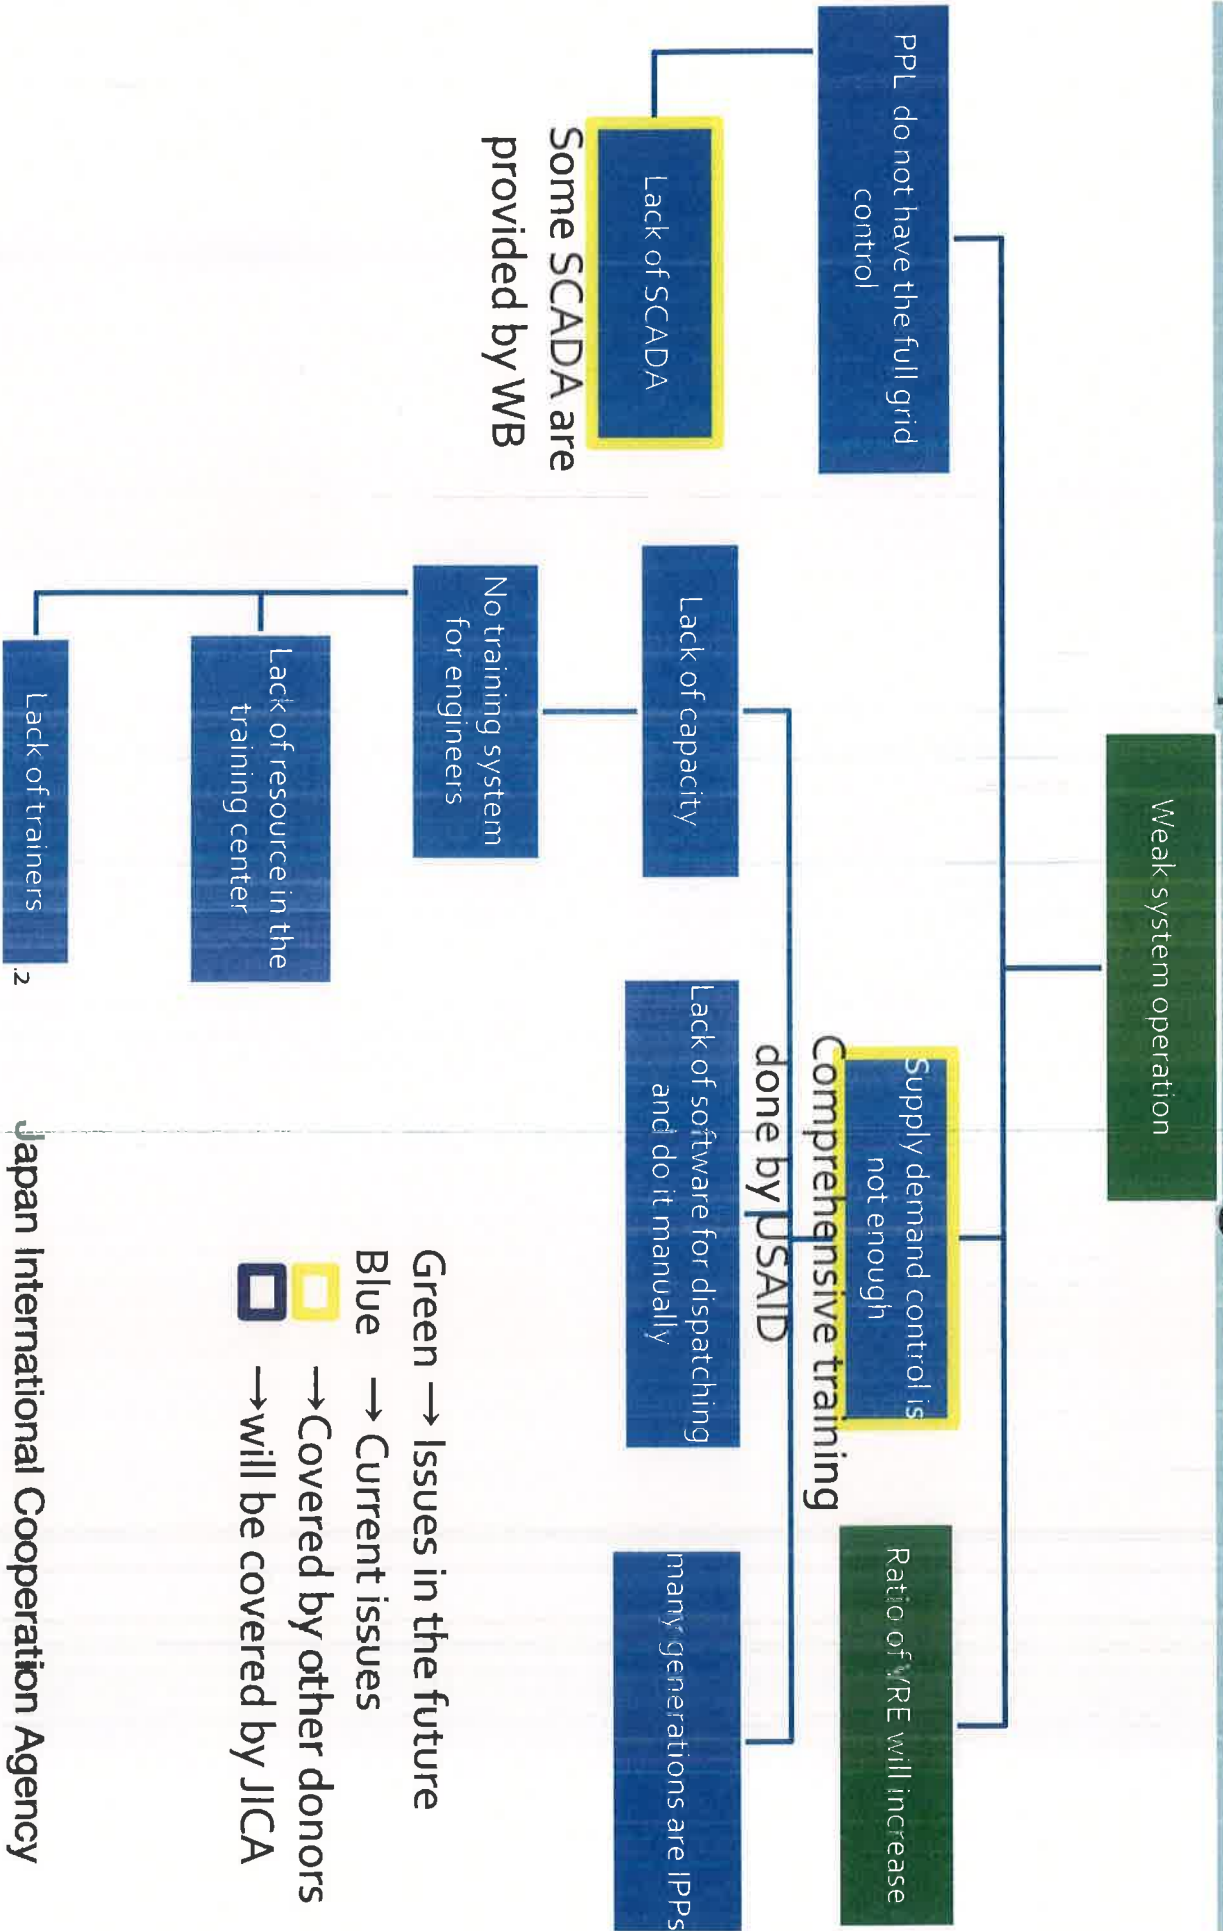 Weak system operation
PPL do not have the full grid
control
Supply demand control is
not enough
Ratio of VRE will increase
Comprehensive training
done by USAID
Lack of SCADA
Some SCADA are
provided by WB
Lack of capacity
Lack of software for dispatching
and do it manually
many generations are IPPs
No training system
for engineers
Lack of resource in the
training center
Lack of trainers
Green → Issues in the future
Blue → Current issues
→Covered by other donors
→will be covered by JICA
.2
Japan International Cooperation Agency